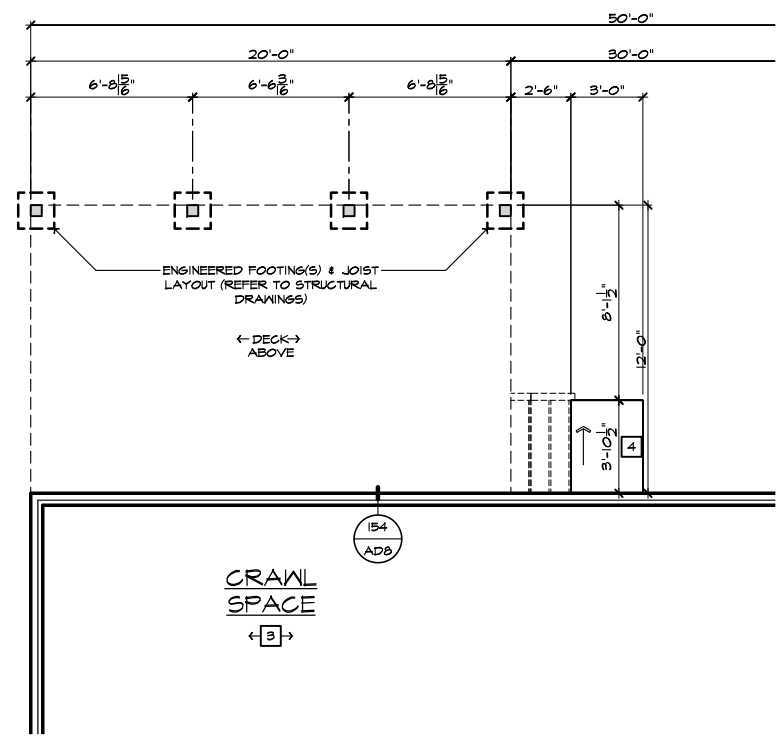 50'-0"
20'-0"
30'-0"
6'-8 15/16"
6'-6 3/16"
6'-8 15/16"
2'-6"
3'-0"
ENGINEERED FOOTING(S) & JOIST
LAYOUT (REFER TO STRUCTURAL
DRAWINGS)
8'-1 1/2"
12'-0"
←DECK→
ABOVE
3'-10 1/2"
4
154
AD8
CRAWL
SPACE
3